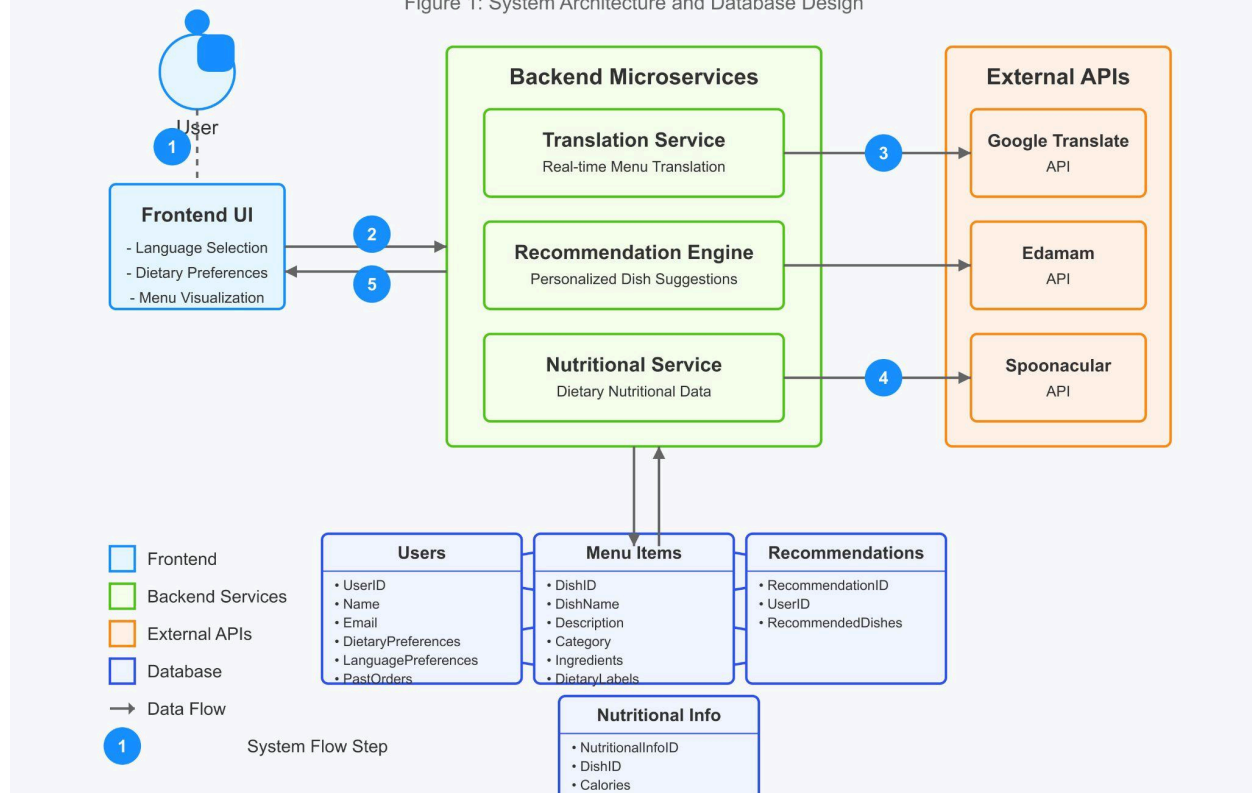 Figure 1: System Architecture and Database Design
User
1
Frontend UI
- Language Selection
- Dietary Preferences
- Menu Visualization
2
5
Backend Microservices
Translation Service
Real-time Menu Translation
Recommendation Engine
Personalized Dish Suggestions
Nutritional Service
Dietary Nutritional Data
3
4
External APIs
Google Translate
API
Edamam
API
Spoonacular
API
Frontend
Backend Services
External APIs
Database
Data Flow
1 System Flow Step
Users
• UserID
• Name
• Email
• DietaryPreferences
• LanguagePreferences
• PastOrders
Menu Items
• DishID
• DishName
• Description
• Category
• Ingredients
• DietaryLabels
Recommendations
• RecommendationID
• UserID
• RecommendedDishes
Nutritional Info
• NutritionalInfoID
• DishID
• Calories